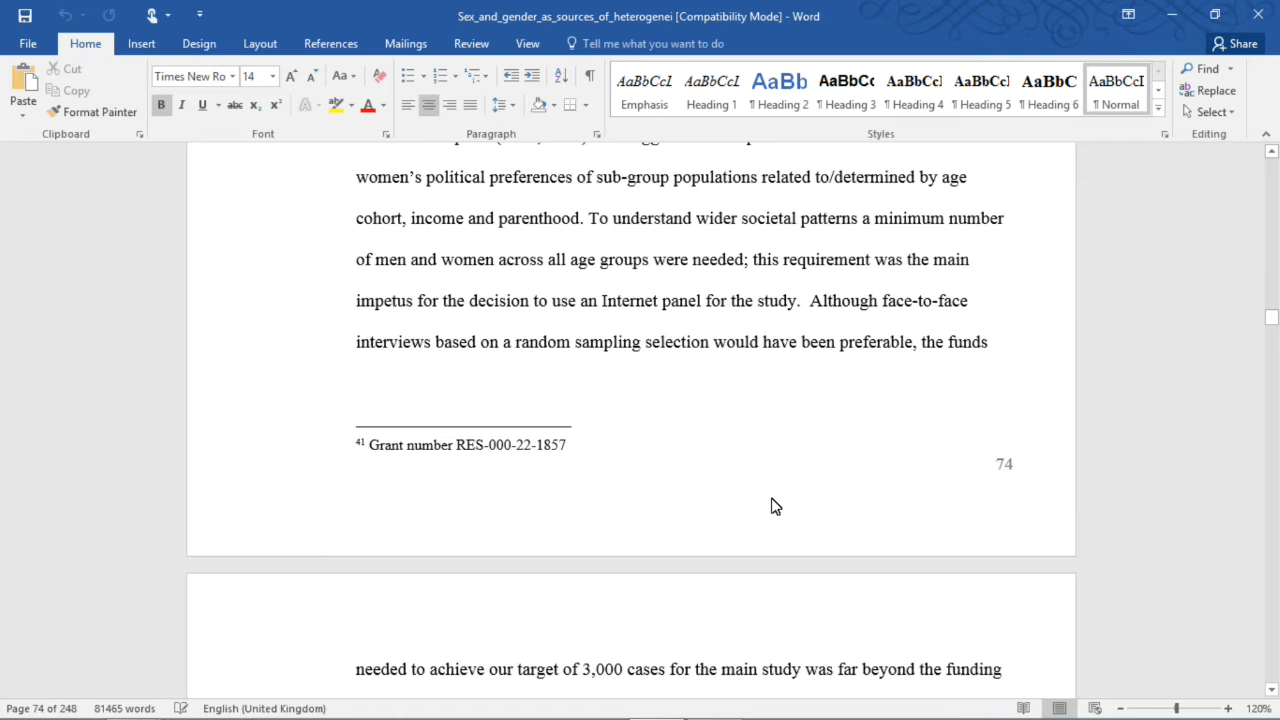 Sex_and_gender_as_sources_of_heterogenei [Compatibility Mode] - Word
File Home Insert Design Layout References Mailings Review View Tell me what you want to do Share
Paste
Cut
Copy
Format Painter
Clipboard
Times New Ro 14
Font
Paragraph
AaBbCcI Emphasis
AaBbCcI Heading 1
AaBb ¶ Heading 2
AaBbCc ¶ Heading 3
AaBbCcI ¶ Heading 4
AaBbCcI ¶ Heading 5
AaBbC ¶ Heading 6
AaBbCcI ¶ Normal
Styles
Find
Replace
Select
Editing
women's political preferences of sub-group populations related to/determined by age
cohort, income and parenthood. To understand wider societal patterns a minimum number
of men and women across all age groups were needed; this requirement was the main
impetus for the decision to use an Internet panel for the study.  Although face-to-face
interviews based on a random sampling selection would have been preferable, the funds
41 Grant number RES-000-22-1857
74
needed to achieve our target of 3,000 cases for the main study was far beyond the funding
Page 74 of 248 81465 words English (United Kingdom) 120%